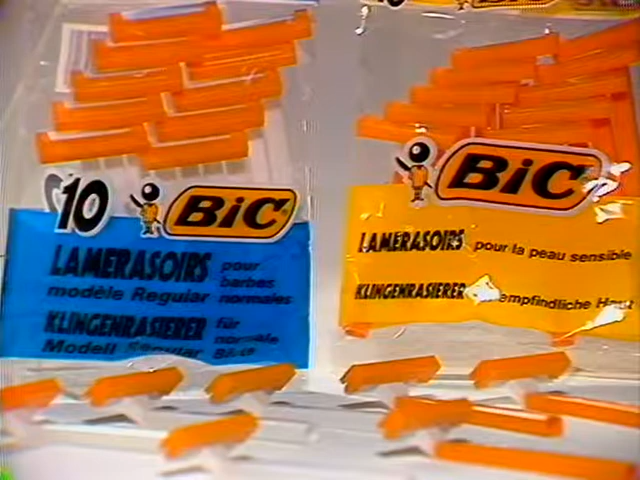 10 BiC
LAMERASOIRS pour
barbes
modèle Regular normales
KLINGENRASIERER für
normale
Modell Regular
BiC
LAMERASOIRS pour la peau sensible
KLINGENRASIERER empfindliche